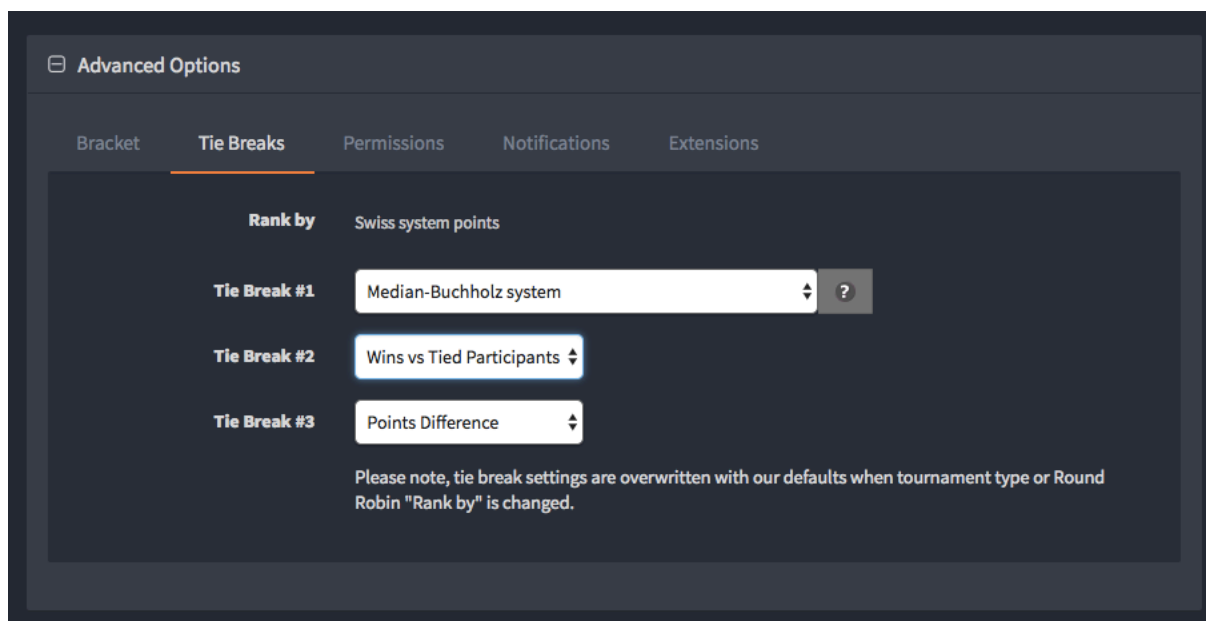 Advanced Options
Bracket Tie Breaks Permissions Notifications Extensions
Rank by Swiss system points
Tie Break #1 Median-Buchholz system ?
Tie Break #2 Wins vs Tied Participants
Tie Break #3 Points Difference
Please note, tie break settings are overwritten with our defaults when tournament type or Round
Robin "Rank by" is changed.